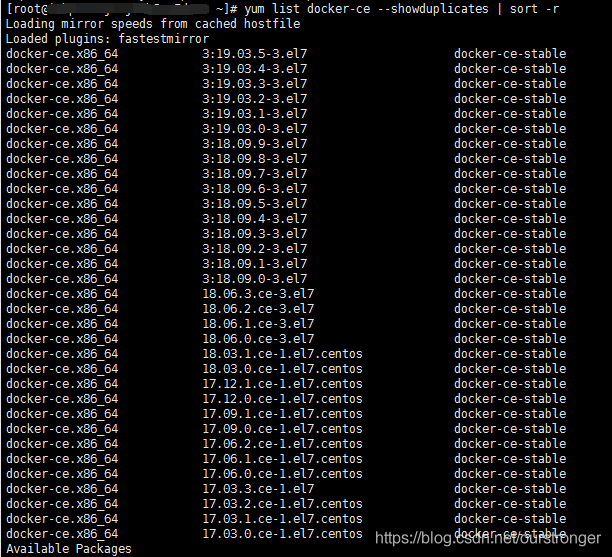 [root@ ~]# yum list docker-ce --showduplicates | sort -r
Loading mirror speeds from cached hostfile
Loaded plugins: fastestmirror
docker-ce.x86_64 3:19.03.5-3.el7 docker-ce-stable
docker-ce.x86_64 3:19.03.4-3.el7 docker-ce-stable
docker-ce.x86_64 3:19.03.3-3.el7 docker-ce-stable
docker-ce.x86_64 3:19.03.2-3.el7 docker-ce-stable
docker-ce.x86_64 3:19.03.1-3.el7 docker-ce-stable
docker-ce.x86_64 3:19.03.0-3.el7 docker-ce-stable
docker-ce.x86_64 3:18.09.9-3.el7 docker-ce-stable
docker-ce.x86_64 3:18.09.8-3.el7 docker-ce-stable
docker-ce.x86_64 3:18.09.7-3.el7 docker-ce-stable
docker-ce.x86_64 3:18.09.6-3.el7 docker-ce-stable
docker-ce.x86_64 3:18.09.5-3.el7 docker-ce-stable
docker-ce.x86_64 3:18.09.4-3.el7 docker-ce-stable
docker-ce.x86_64 3:18.09.3-3.el7 docker-ce-stable
docker-ce.x86_64 3:18.09.2-3.el7 docker-ce-stable
docker-ce.x86_64 3:18.09.1-3.el7 docker-ce-stable
docker-ce.x86_64 3:18.09.0-3.el7 docker-ce-stable
docker-ce.x86_64 18.06.3.ce-3.el7 docker-ce-stable
docker-ce.x86_64 18.06.2.ce-3.el7 docker-ce-stable
docker-ce.x86_64 18.06.1.ce-3.el7 docker-ce-stable
docker-ce.x86_64 18.06.0.ce-3.el7 docker-ce-stable
docker-ce.x86_64 18.03.1.ce-1.el7.centos docker-ce-stable
docker-ce.x86_64 18.03.0.ce-1.el7.centos docker-ce-stable
docker-ce.x86_64 17.12.1.ce-1.el7.centos docker-ce-stable
docker-ce.x86_64 17.12.0.ce-1.el7.centos docker-ce-stable
docker-ce.x86_64 17.09.1.ce-1.el7.centos docker-ce-stable
docker-ce.x86_64 17.09.0.ce-1.el7.centos docker-ce-stable
docker-ce.x86_64 17.06.2.ce-1.el7.centos docker-ce-stable
docker-ce.x86_64 17.06.1.ce-1.el7.centos docker-ce-stable
docker-ce.x86_64 17.06.0.ce-1.el7.centos docker-ce-stable
docker-ce.x86_64 17.03.3.ce-1.el7 docker-ce-stable
docker-ce.x86_64 17.03.2.ce-1.el7.centos docker-ce-stable
docker-ce.x86_64 17.03.1.ce-1.el7.centos docker-ce-stable
docker-ce.x86_64 17.03.0.ce-1.el7.centos docker-ce-stable
Available Packages
https://blog.csdn.net/ourstronger